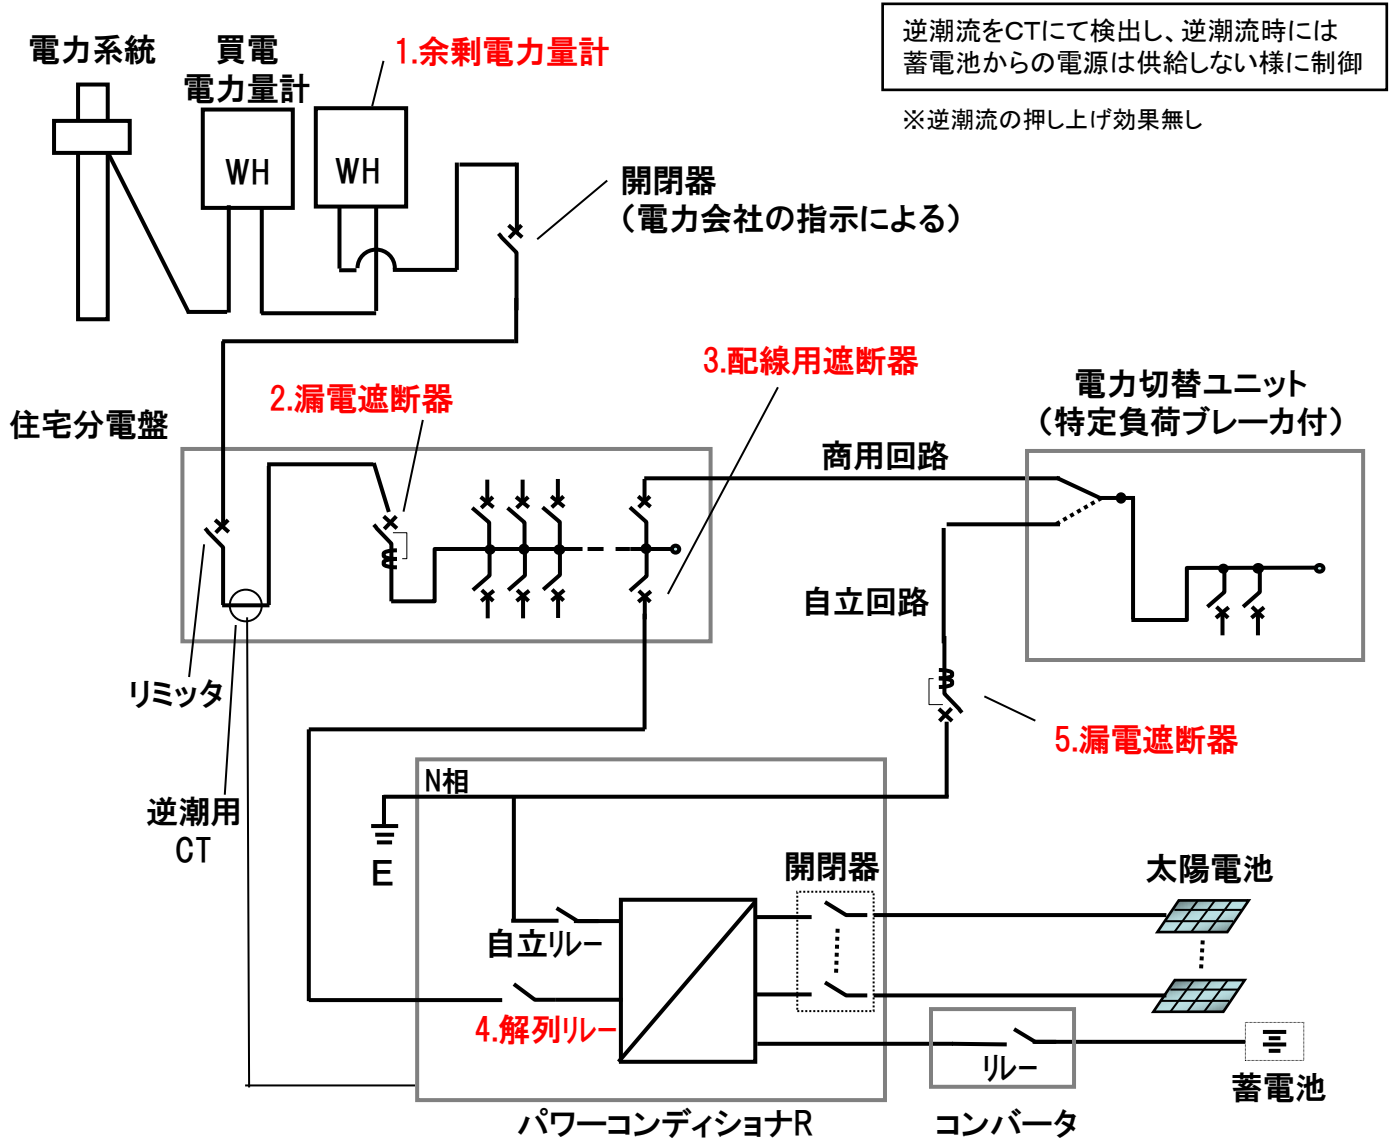 電力系統
買電
電力量計
1.余剰電力量計
逆潮流をCTにて検出し、逆潮流時には
蓄電池からの電源は供給しない様に制御
※逆潮流の押し上げ効果無し
WH
WH
開閉器
（電力会社の指示による）
3.配線用遮断器
2.漏電遮断器
電力切替ユニット
（特定負荷ブレーカ付）
住宅分電盤
商用回路
自立回路
リミッタ
5.漏電遮断器
N相
逆潮用
CT
E
開閉器
太陽電池
自立リレー
4.解列リレー
リレー
蓄電池
パワーコンディショナR
コンバータ